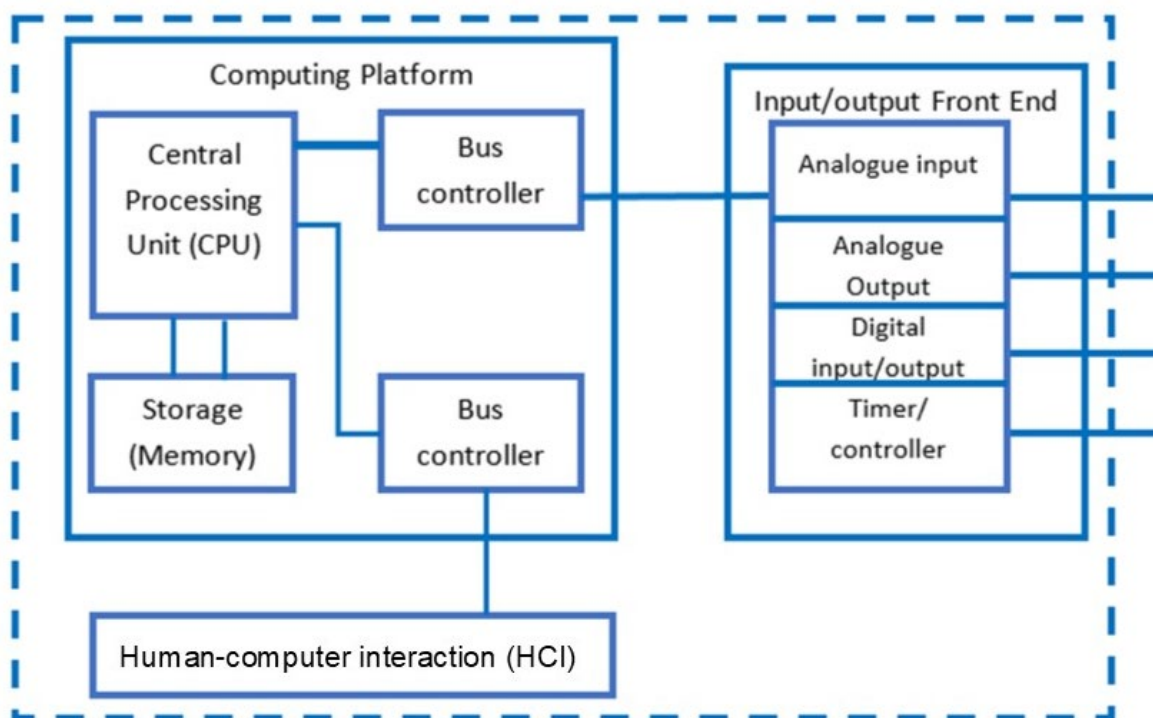 Computing Platform
Central
Processing
Unit (CPU)
Bus
controller
Storage
(Memory)
Bus
controller
Input/output Front End
Analogue input
Analogue
Output
Digital
input/output
Timer/
controller
Human-computer interaction (HCI)